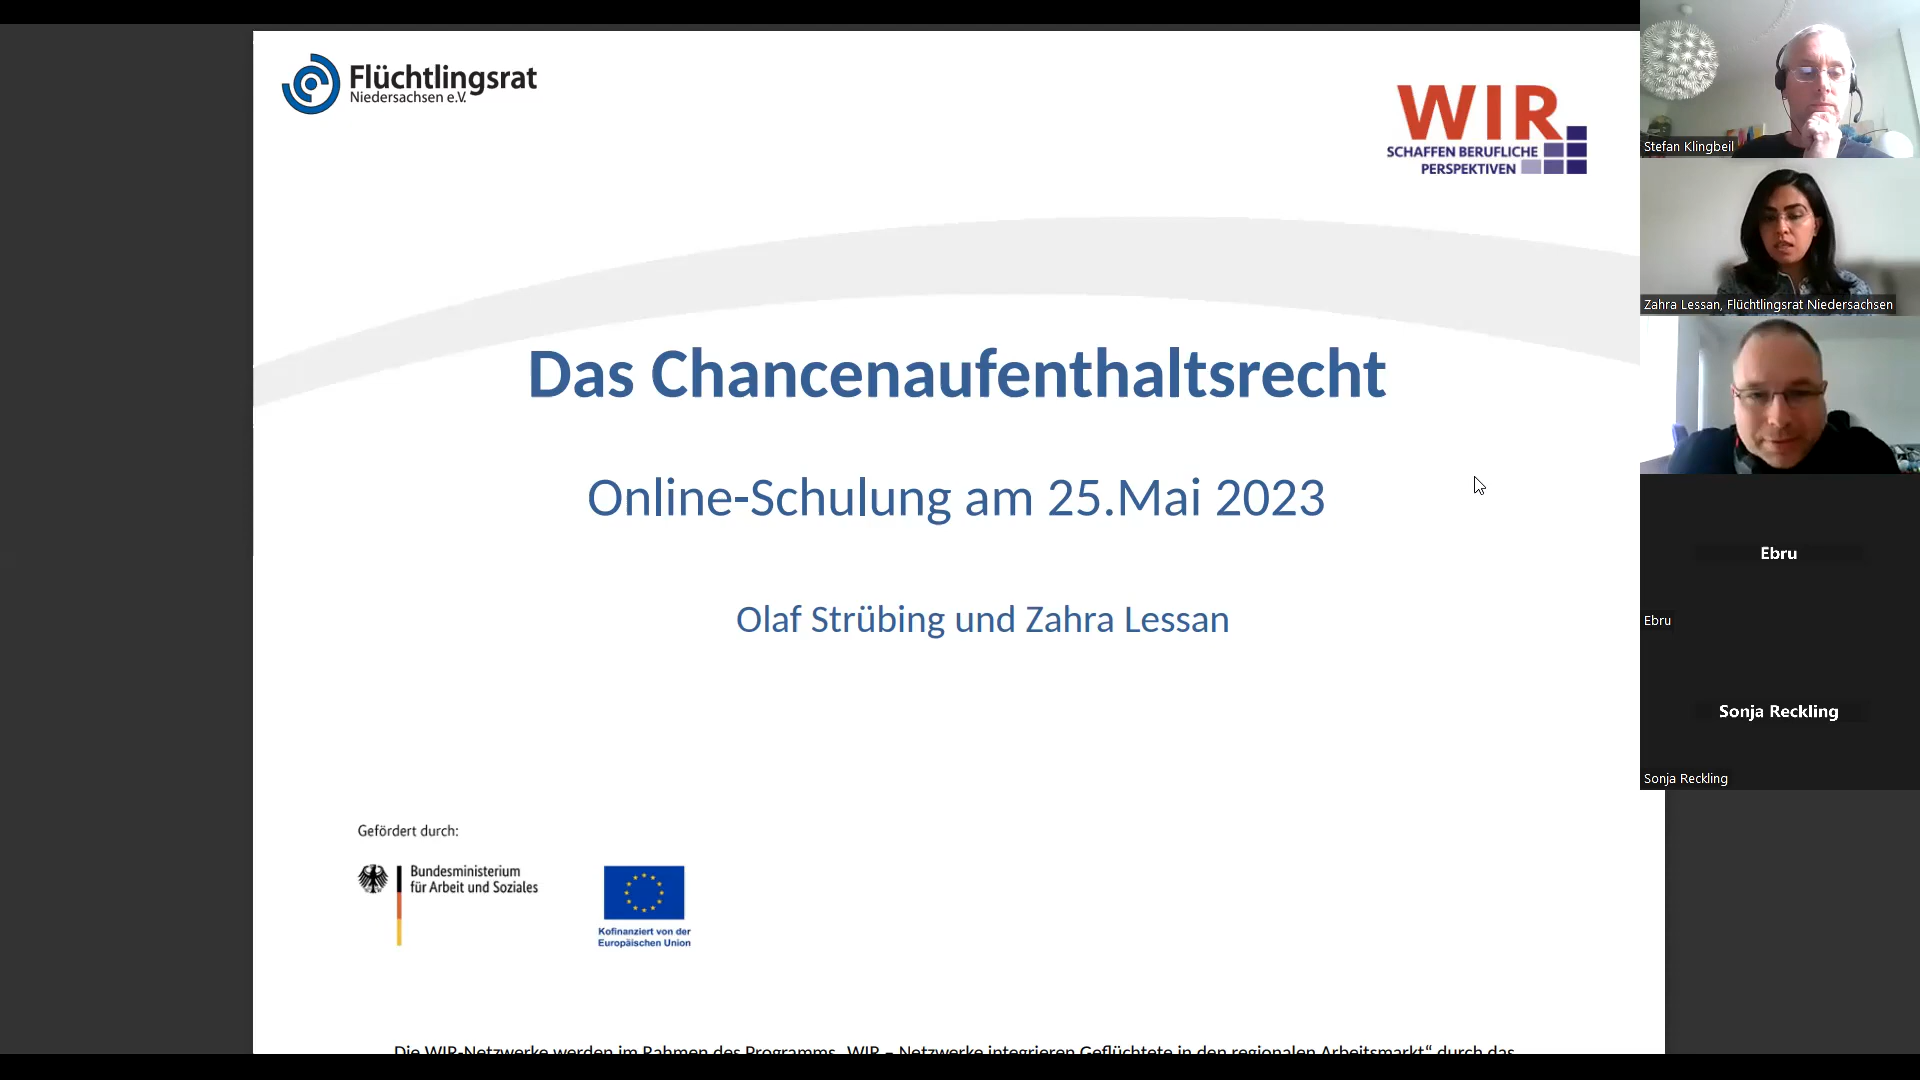 Flüchtlingsrat
Niedersachsen e.V.
WIR
SCHAFFEN BERUFLICHE
PERSPEKTIVEN
Das Chancenaufenthaltsrecht
Online-Schulung am 25.Mai 2023
Olaf Strübing und Zahra Lessan
Gefördert durch:
Bundesministerium
für Arbeit und Soziales
Kofinanziert von der
Europäischen Union
Die WIR-Netzwerke werden im Rahmen des Programms „WIR – Netzwerke integrieren Geflüchtete in den regionalen Arbeitsmarkt“ durch das
Stefan Klingbeil
Zahra Lessan, Flüchtlingsrat Niedersachsen
Ebru
Ebru
Sonja Reckling
Sonja Reckling